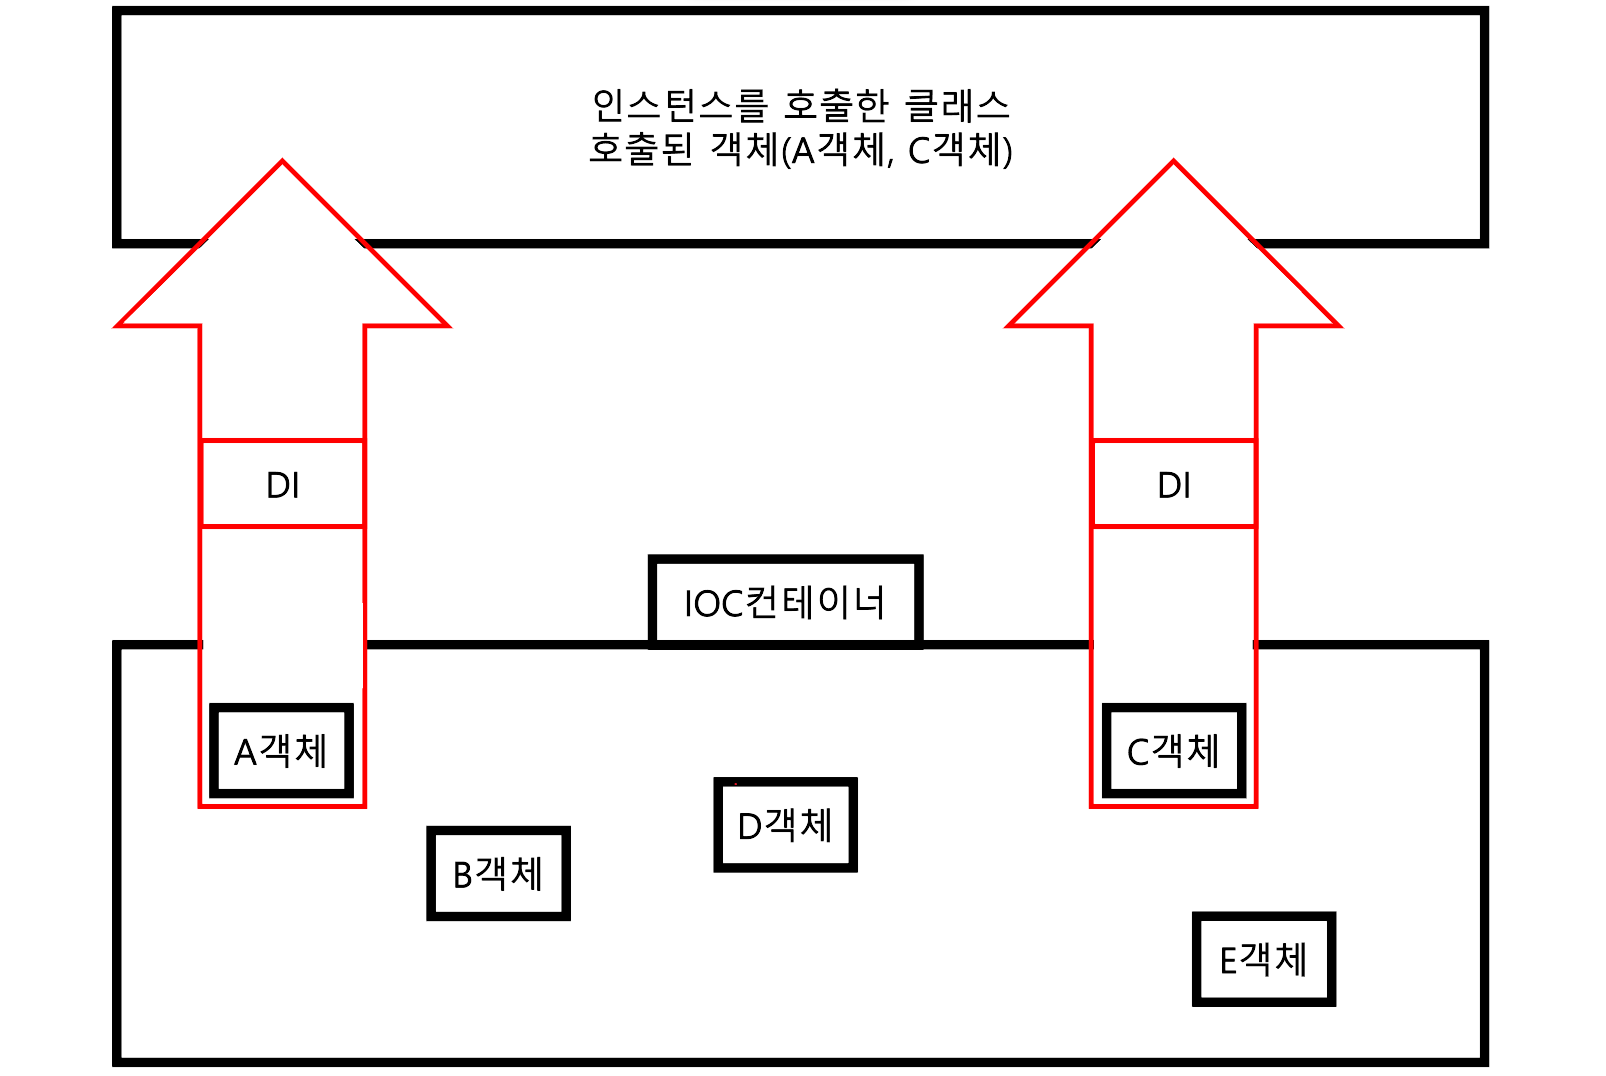 인스턴스를 호출한 클래스
호출된 객체(A객체, C객체)
DI
DI
IOC컨테이너
A객체
C객체
D객체
B객체
E객체